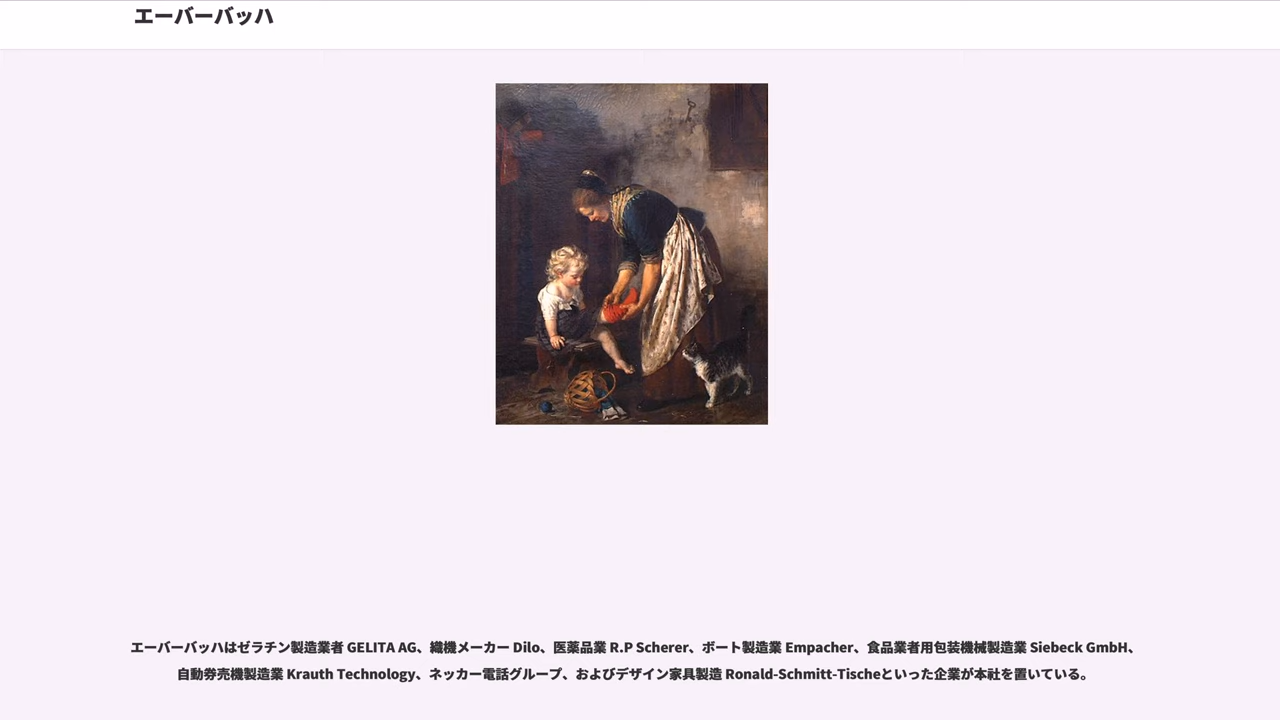 エーバーバッハ
エーバーバッハはゼラチン製造業者 GELITA AG、織機メーカー Dilo、医薬品業 R.P Scherer、ボート製造業 Empacher、食品業者用包装機械製造業 Siebeck GmbH、
自動券売機製造業 Krauth Technology、ネッカー電話グループ、およびデザイン家具製造 Ronald-Schmitt-Tischeといった企業が本社を置いている。